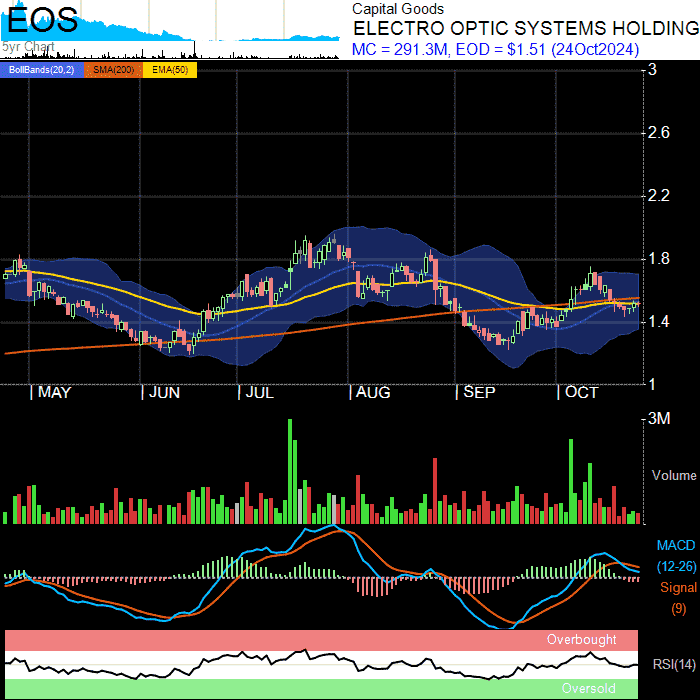 EOS
5yr Chart
Capital Goods
ELECTRO OPTIC SYSTEMS HOLDING
MC = 291.3M, EOD = $1.51 (24Oct2024)
BollBands(20,2) SMA(200) EMA(50)
3
2.6
2.2
1.8
1.4
1
| MAY | JUN | JUL | AUG | SEP | OCT
3M
Volume
MACD
(12-26)
Signal
(9)
Overbought
RSI(14)
Oversold